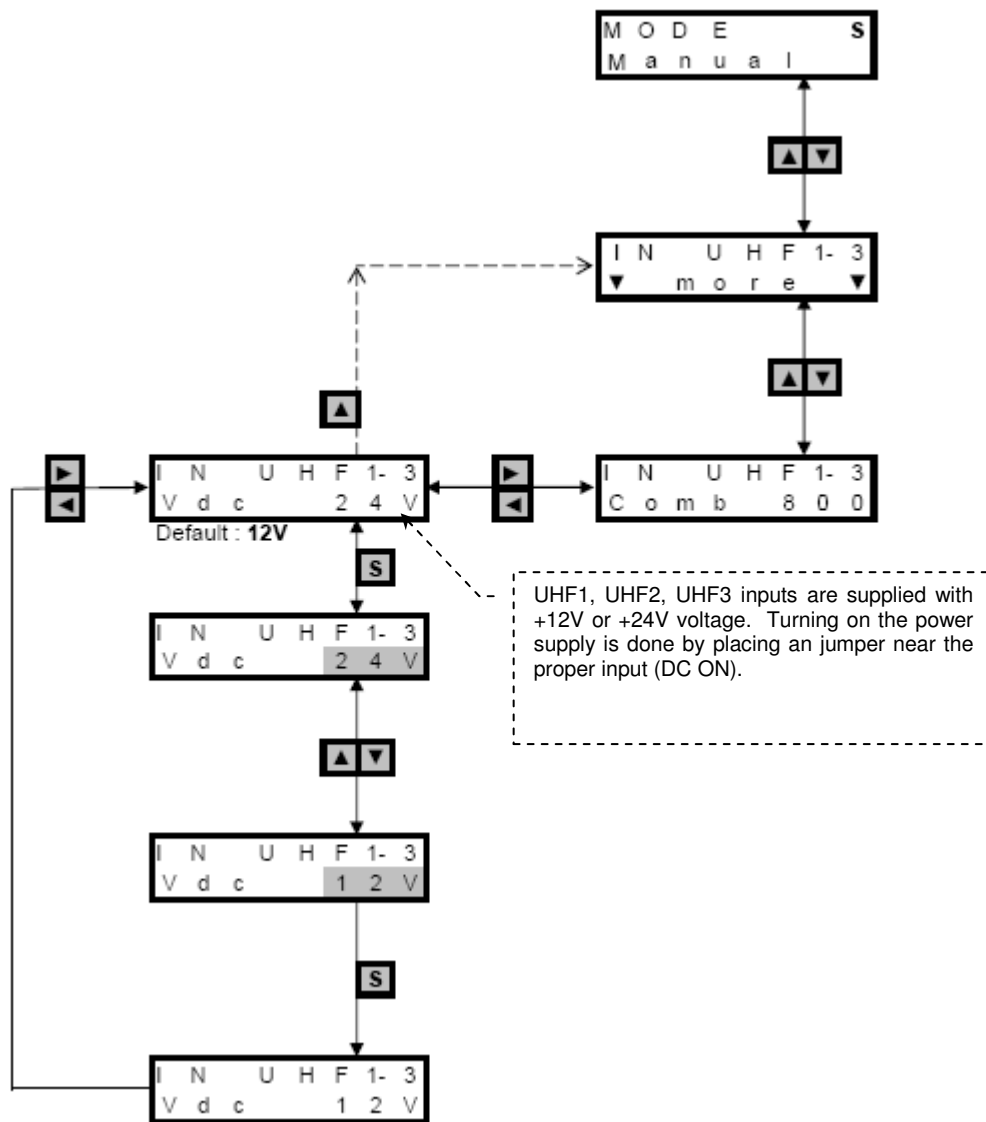 MODE S
Manual
▲ ▼
IN UHF1-3
▼ more ▼
▲ ▼
▲
►
◄
IN UHF1-3
Vdc 24V
Default : 12V
►
◄
IN UHF1-3
Comb 800
S
UHF1, UHF2, UHF3 inputs are supplied with
+12V or +24V voltage. Turning on the power
supply is done by placing an jumper near the
proper input (DC ON).
IN UHF1-3
Vdc 24V
▲ ▼
IN UHF1-3
Vdc 12V
S
IN UHF1-3
Vdc 12V